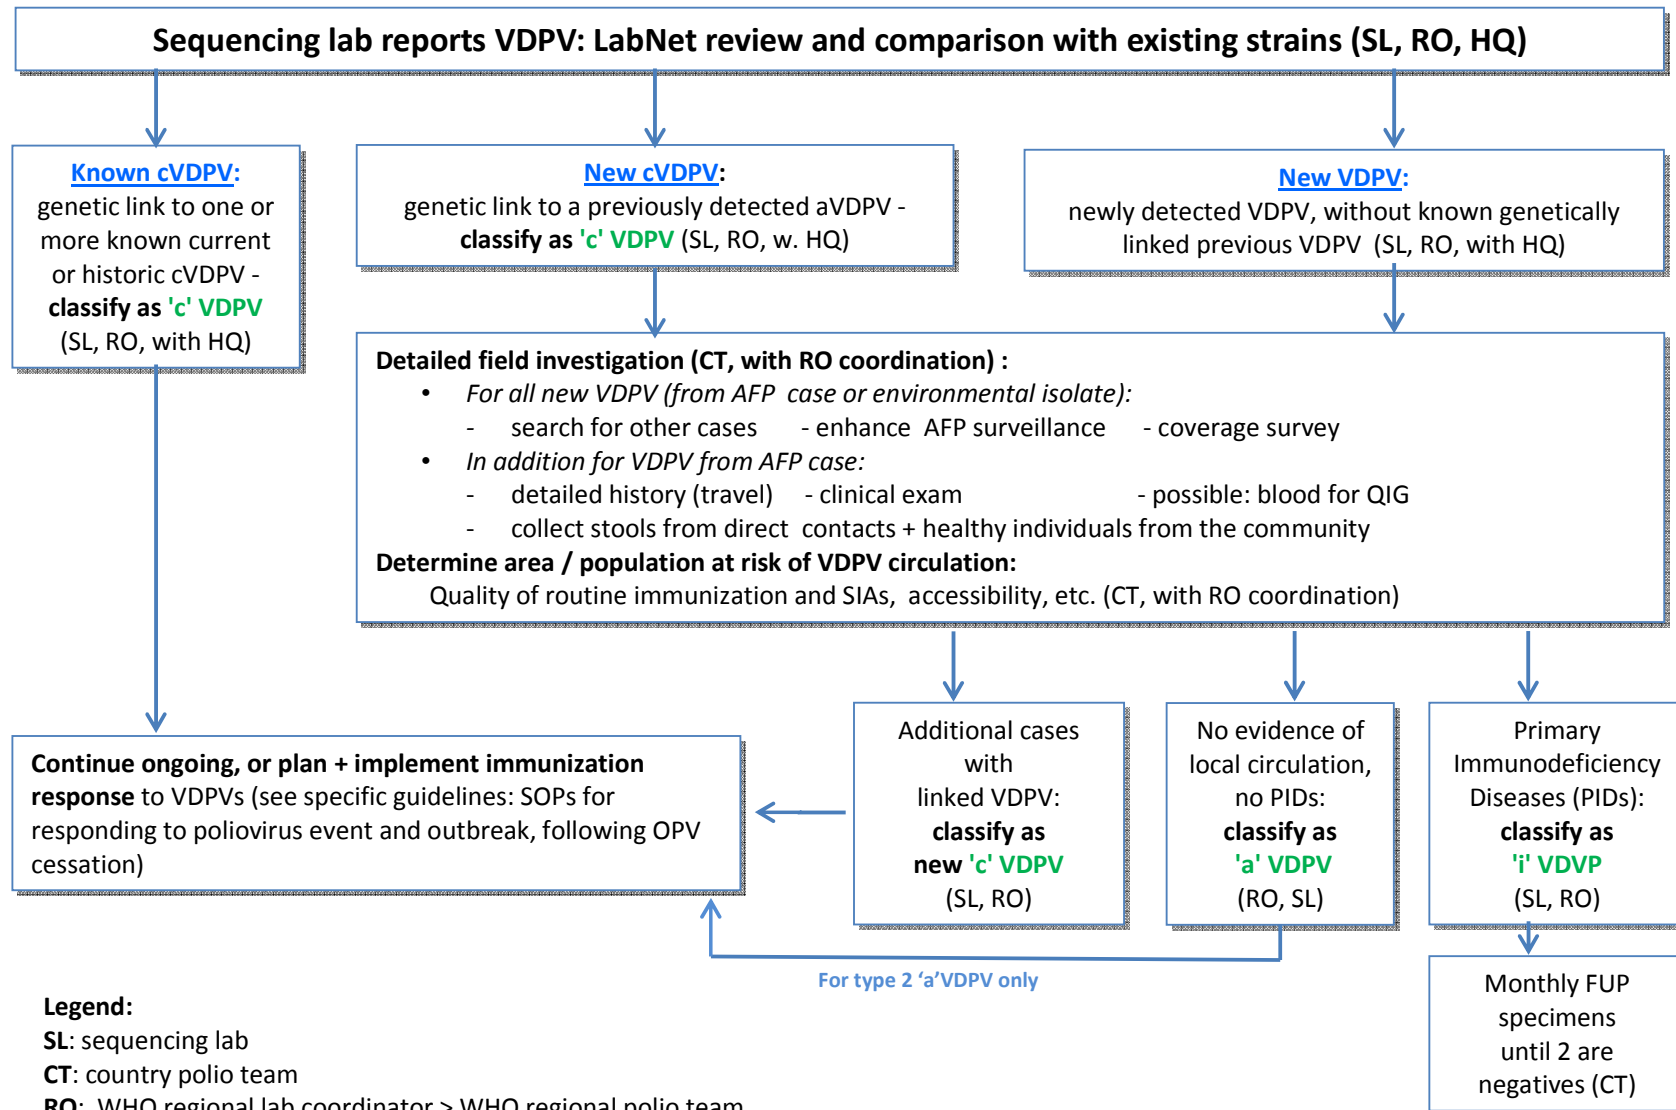 Sequencing lab reports VDPV: LabNet review and comparison with existing strains (SL, RO, HQ)
Known cVDPV:
genetic link to one or
more known current
or historic cVDPV -
classify as 'c' VDPV
(SL, RO, with HQ)
New cVDPV:
genetic link to a previously detected aVDPV -
classify as 'c' VDPV (SL, RO, w. HQ)
New VDPV:
newly detected VDPV, without known genetically
linked previous VDPV (SL, RO, with HQ)
Detailed field investigation (CT, with RO coordination) :
• For all new VDPV (from AFP case or environmental isolate):
- search for other cases - enhance AFP surveillance - coverage survey
• In addition for VDPV from AFP case:
- detailed history (travel) - clinical exam - possible: blood for QIG
- collect stools from direct contacts + healthy individuals from the community
Determine area / population at risk of VDPV circulation:
Quality of routine immunization and SIAs, accessibility, etc. (CT, with RO coordination)
Continue ongoing, or plan + implement immunization
response to VDPVs (see specific guidelines: SOPs for
responding to poliovirus event and outbreak, following OPV
cessation)
Additional cases
with
linked VDPV:
classify as
new 'c' VDPV
(SL, RO)
No evidence of
local circulation,
no PIDs:
classify as
'a' VDPV
(RO, SL)
Primary
Immunodeficiency
Diseases (PIDs):
classify as
'i' VDVP
(SL, RO)
For type 2 ‘a’VDPV only
Monthly FUP
specimens
until 2 are
negatives (CT)
Legend:
SL: sequencing lab
CT: country polio team
RO: WHO regional lab coordinator > WHO regional polio team